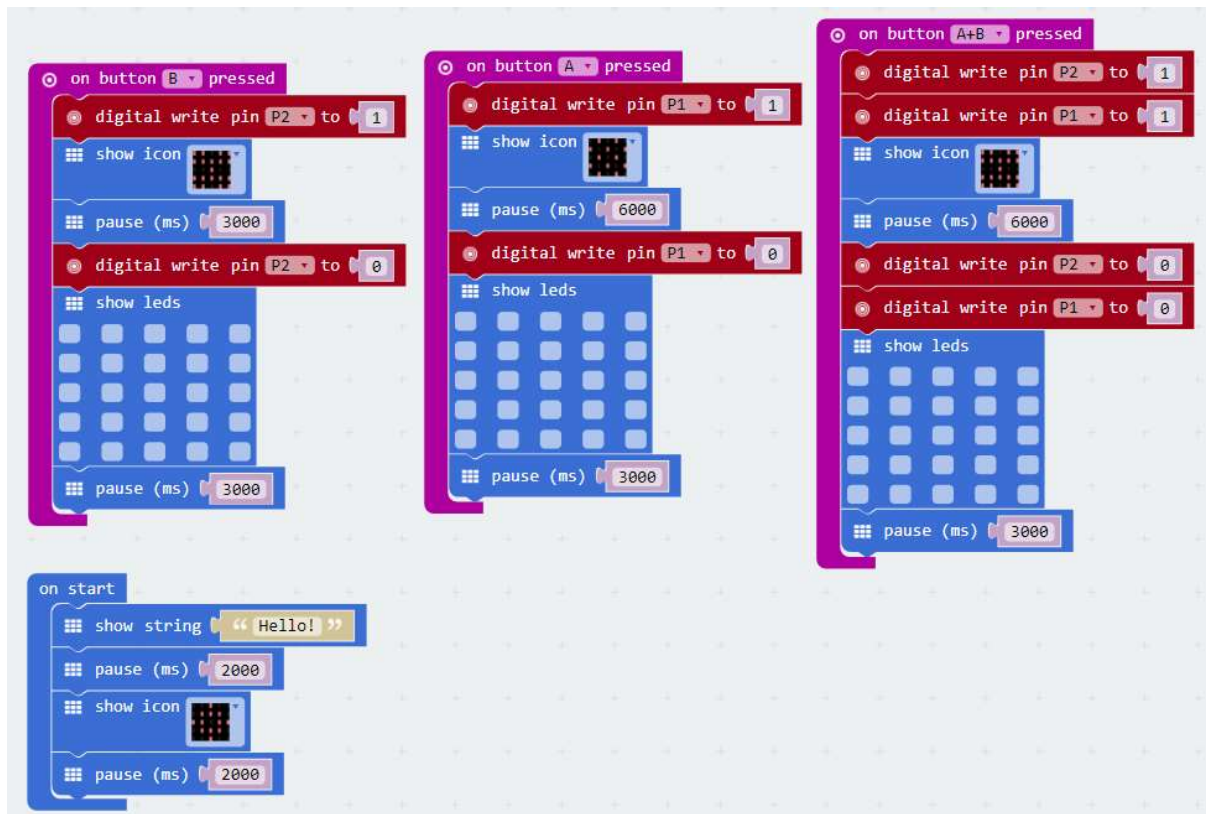 on button B pressed
digital write pin P2 to 1
show icon
pause (ms) 3000
digital write pin P2 to 0
show leds
pause (ms) 3000
on button A pressed
digital write pin P1 to 1
show icon
pause (ms) 6000
digital write pin P1 to 0
show leds
pause (ms) 3000
on button A+B pressed
digital write pin P2 to 1
digital write pin P1 to 1
show icon
pause (ms) 6000
digital write pin P2 to 0
digital write pin P1 to 0
show leds
pause (ms) 3000
on start
show string “ Hello! ”
pause (ms) 2000
show icon
pause (ms) 2000